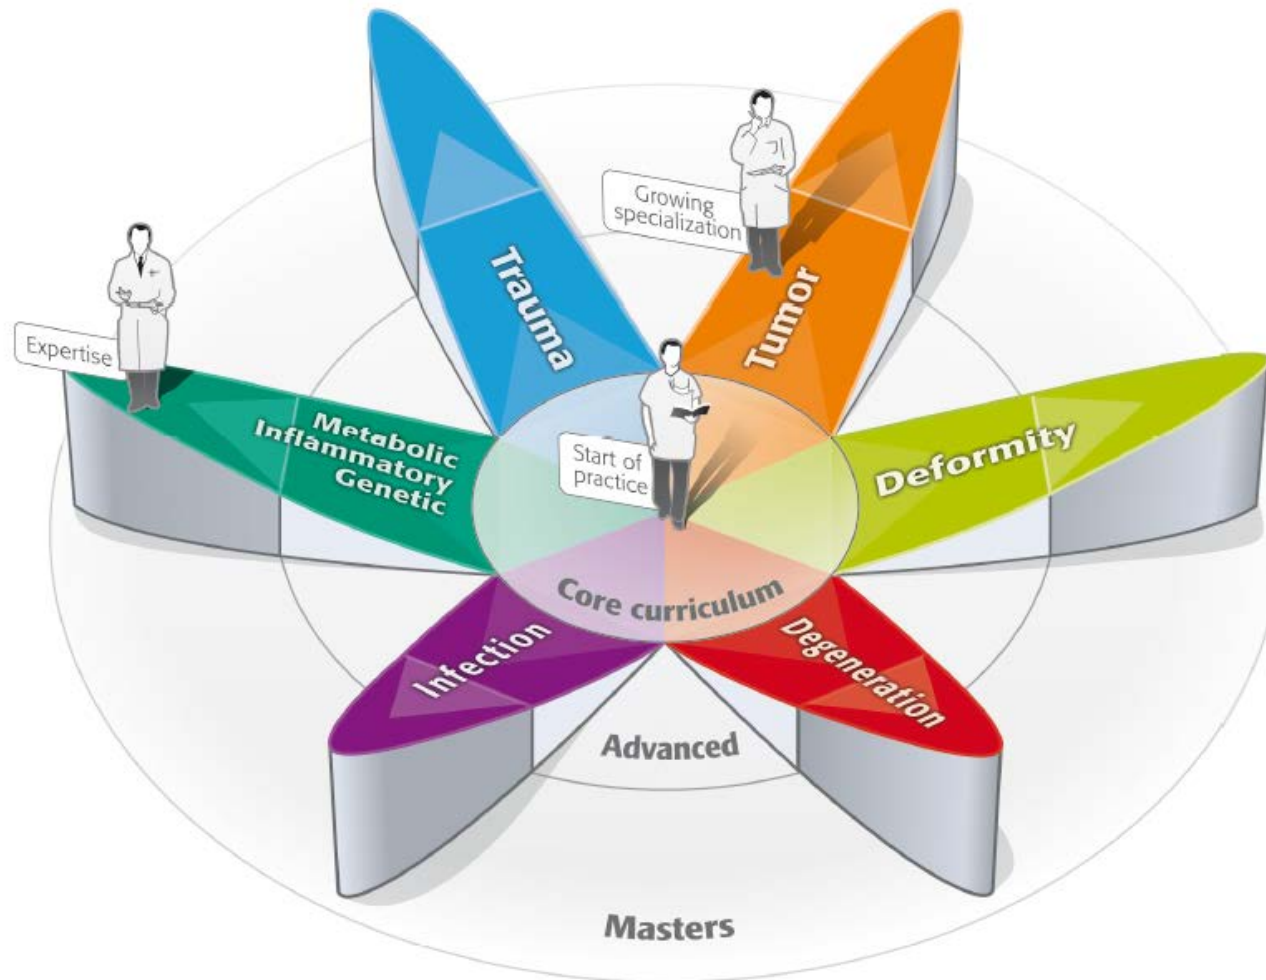 Growing
specialization
Trauma
Tumor
Expertise
Metabolic
Inflammatory
Genetic
Start of
practice
Deformity
Core curriculum
Infection
Degeneration
Advanced
Masters